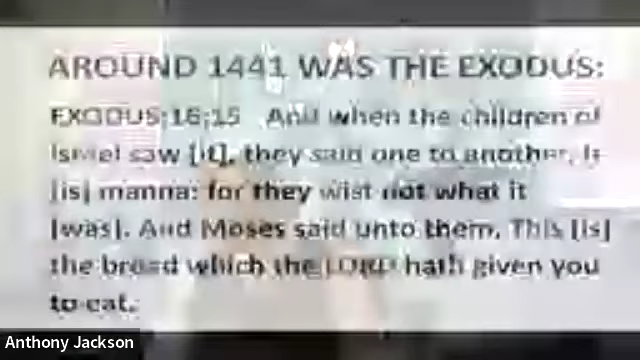 AROUND 1441 WAS THE EXODUS:
EXODUS:16:15 And when the children of
Israel saw [it], they said one to another, It
[is] manna: for they wist not what it
[was]. And Moses said unto them, This [is]
the bread which the LORD hath given you
to eat.
Anthony Jackson